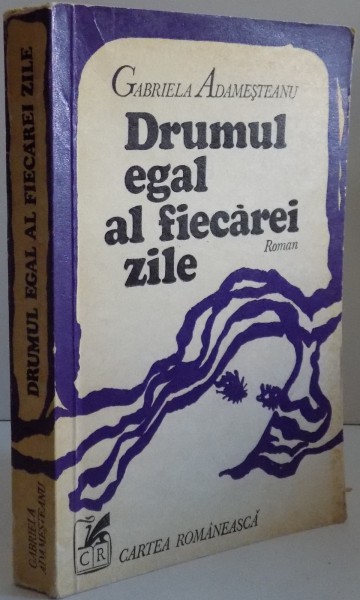 GABRIELA ADAMEȘTEANU
Drumul
egal
al fiecărei
zile
Roman
CR
CARTEA ROMÂNEASCĂ
DRUMUL EGAL AL FIECĂREI ZILE
GABRIELA
ADAMEȘTEANU